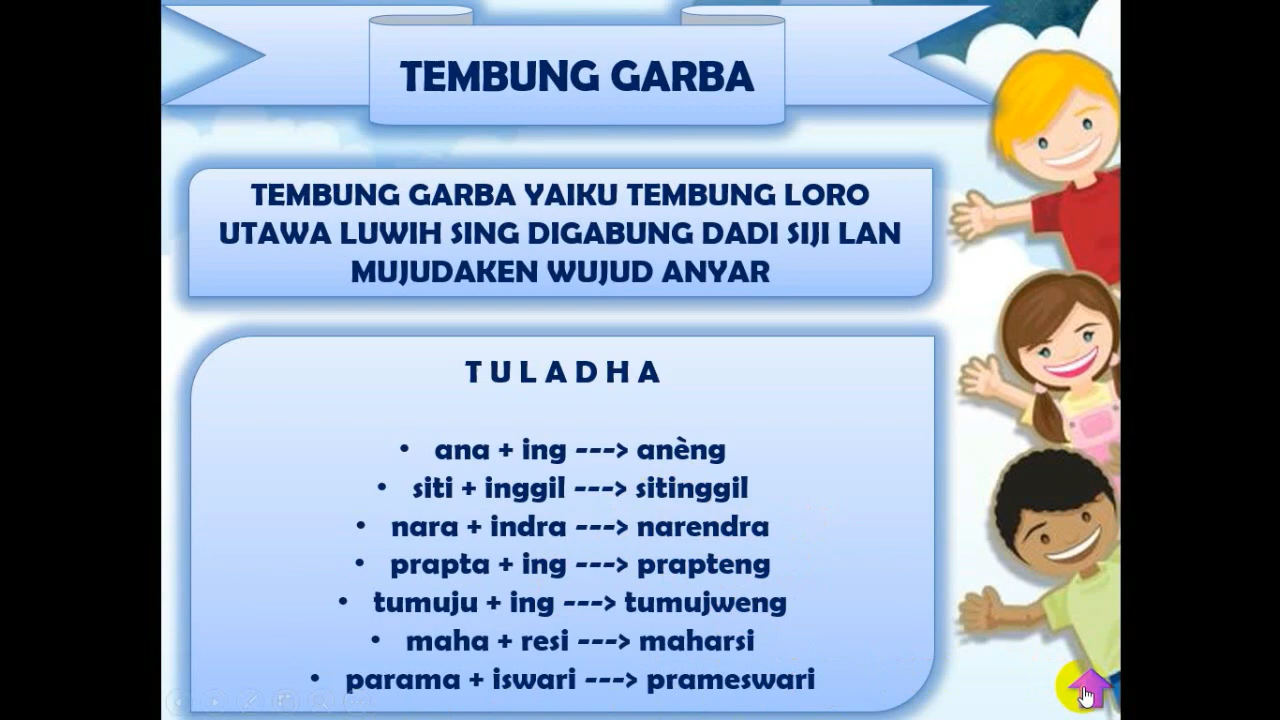 TEMBUNG GARBA
TEMBUNG GARBA YAIKU TEMBUNG LORO
UTAWA LUWIH SING DIGABUNG DADI SIJI LAN
MUJUDAKEN WUJUD ANYAR
T U L A D H A
• ana + ing ---> anèng
• siti + inggil ---> sitinggil
• nara + indra ---> narendra
• prapta + ing ---> prapteng
• tumuju + ing ---> tumujweng
• maha + resi ---> maharsi
• parama + iswari ---> prameswari